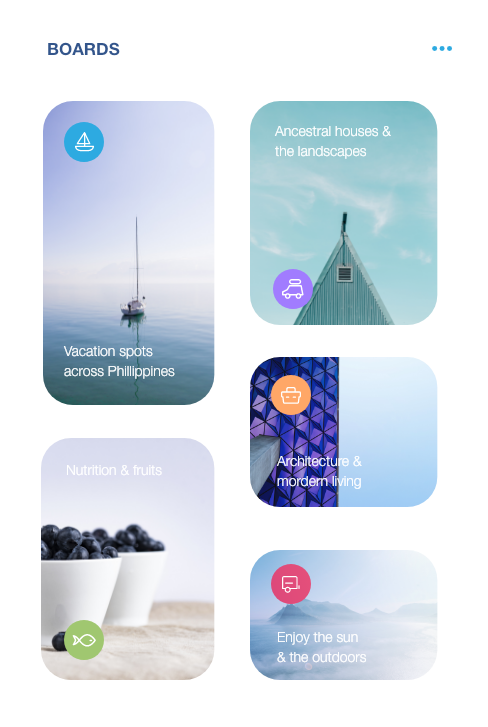 BOARDS
Vacation spots
across Phillippines
Ancestral houses &
the landscapes
Architecture &
mordern living
Nutrition & fruits
Enjoy the sun
& the outdoors